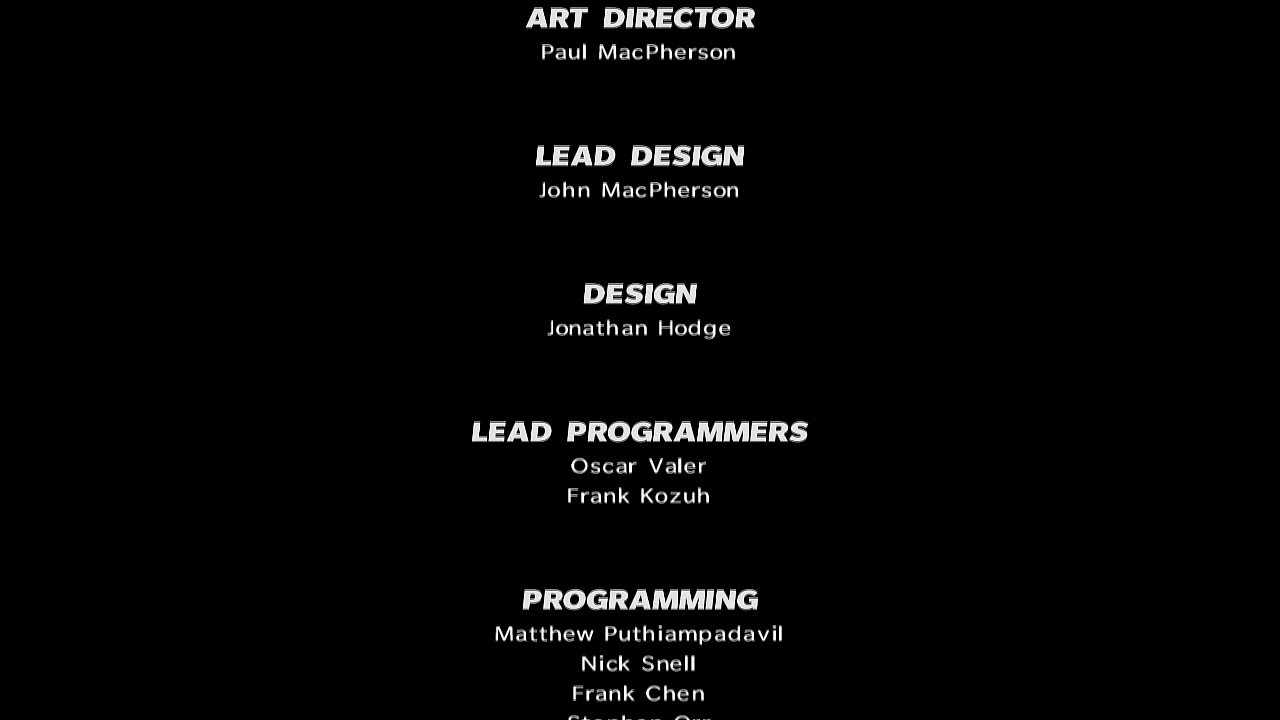 ART DIRECTOR
Paul MacPherson
LEAD DESIGN
John MacPherson
DESIGN
Jonathan Hodge
LEAD PROGRAMMERS
Oscar Valer
Frank Kozuh
PROGRAMMING
Matthew Puthiampadavil
Nick Snell
Frank Chen